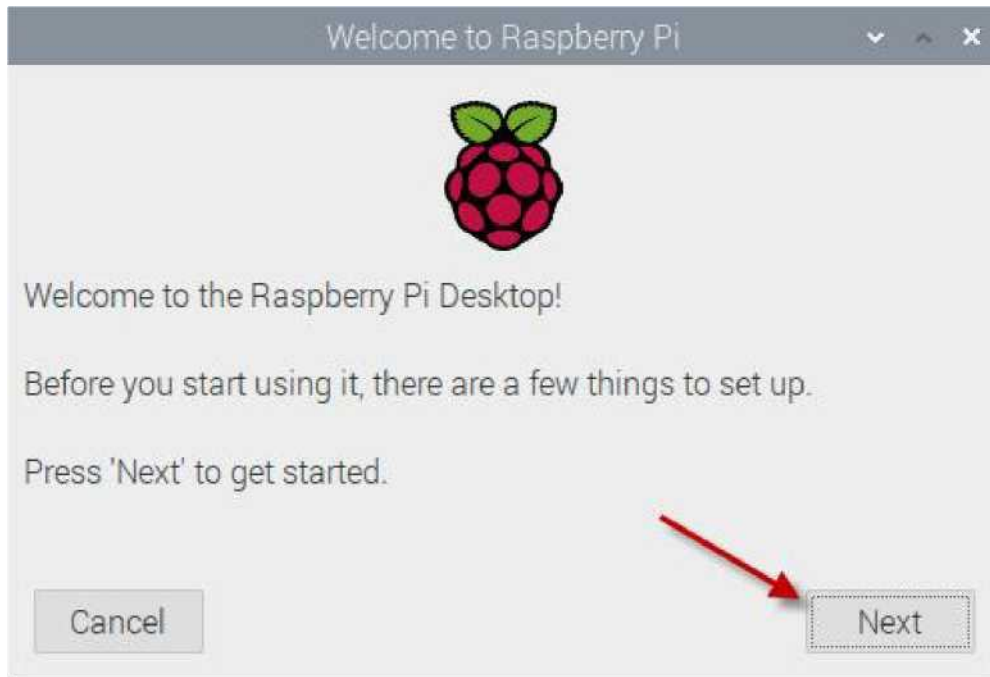 Welcome to Raspberry Pi
Welcome to the Raspberry Pi Desktop!
Before you start using it, there are a few things to set up.
Press 'Next' to get started.
Cancel
Next